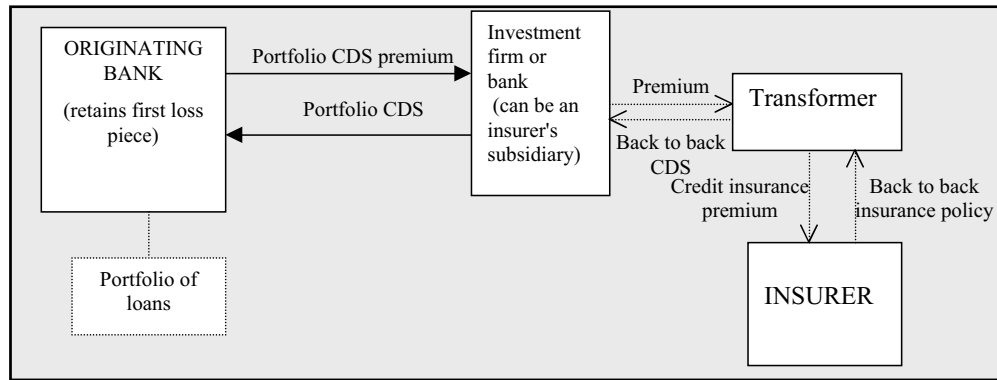 ORIGINATING
BANK
(retains first loss
piece)
Portfolio CDS premium
Portfolio CDS
Investment
firm or
bank
(can be an
insurer's
subsidiary)
Premium
Back to back
CDS
Transformer
Credit insurance
premium
Back to back
insurance policy
Portfolio of
loans
INSURER